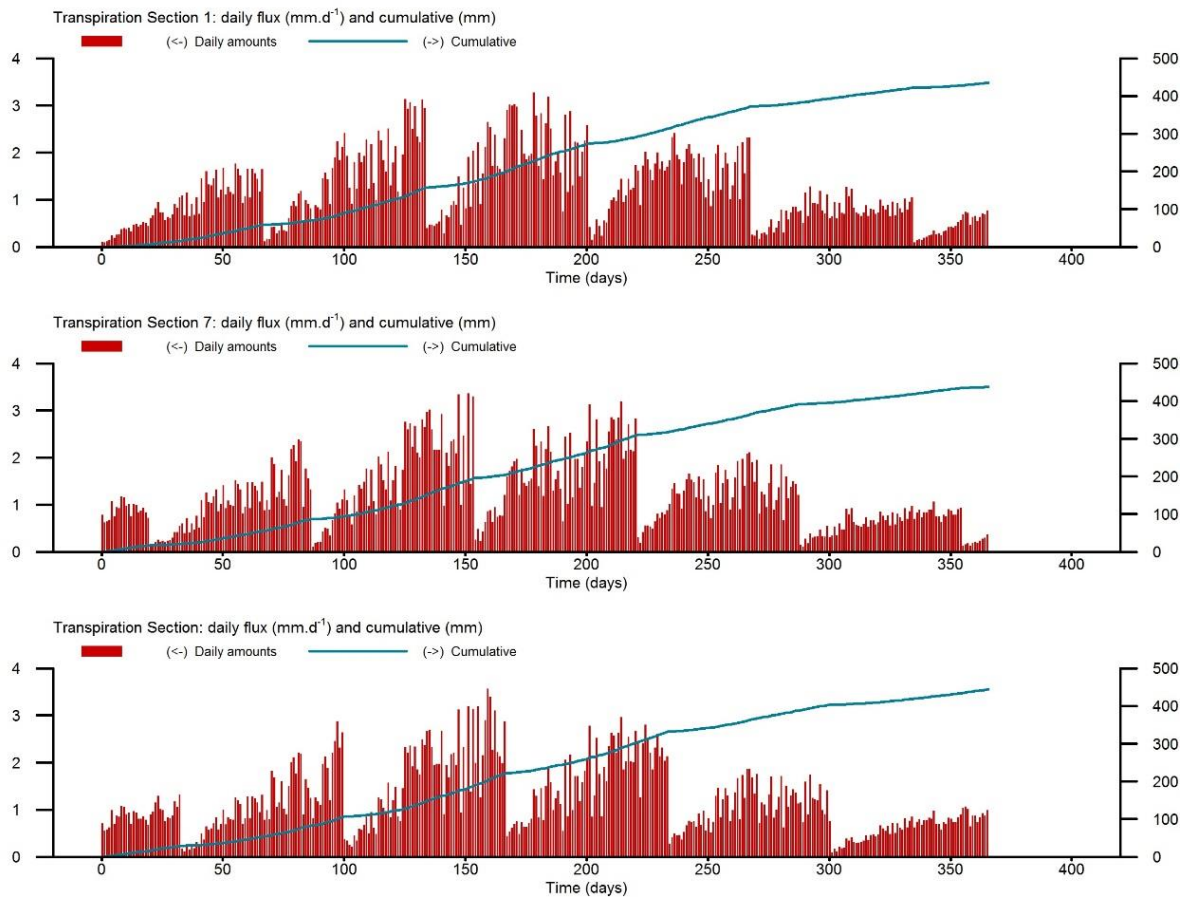 Transpiration Section 1: daily flux (mm.d⁻¹) and cumulative (mm)
(<-) Daily amounts (->) Cumulative
4 500
400
3
300
2
200
1
100
0 0
0 50 100 150 200 250 300 350 400
Time (days)
Transpiration Section 7: daily flux (mm.d⁻¹) and cumulative (mm)
(<-) Daily amounts (->) Cumulative
4 500
400
3
300
2
200
1
100
0 0
0 50 100 150 200 250 300 350 400
Time (days)
Transpiration Section: daily flux (mm.d⁻¹) and cumulative (mm)
(<-) Daily amounts (->) Cumulative
4 500
400
3
300
2
200
1
100
0 0
0 50 100 150 200 250 300 350 400
Time (days)